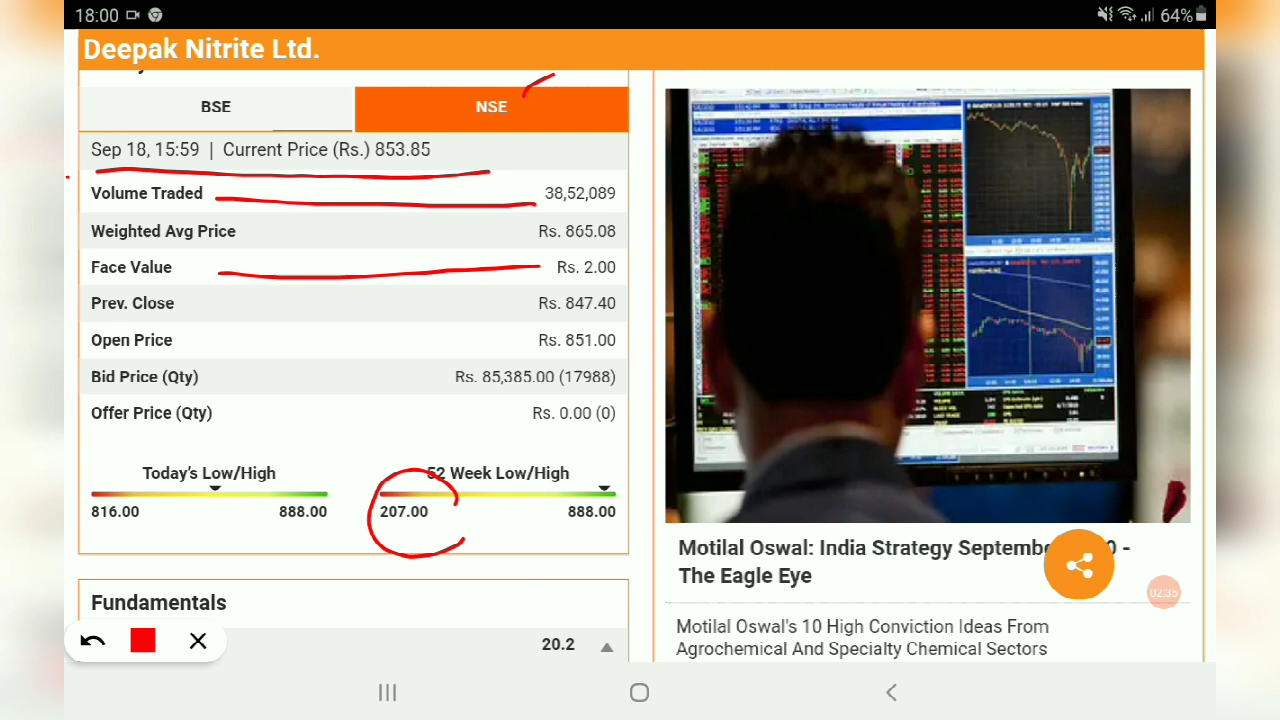 18:00
64%
Deepak Nitrite Ltd.
BSE
NSE
Sep 18, 15:59 | Current Price (Rs.) 853.85
Volume Traded 38,52,089
Weighted Avg Price Rs. 865.08
Face Value Rs. 2.00
Prev. Close Rs. 847.40
Open Price Rs. 851.00
Bid Price (Qty) Rs. 85,385.00 (17988)
Offer Price (Qty) Rs. 0.00 (0)
Today's Low/High
816.00 888.00
52 Week Low/High
207.00 888.00
Fundamentals
20.2
Motilal Oswal: India Strategy 0 -
The Eagle Eye
02:35
Motilal Oswal's 10 High Conviction Ideas From
Agrochemical And Specialty Chemical Sectors